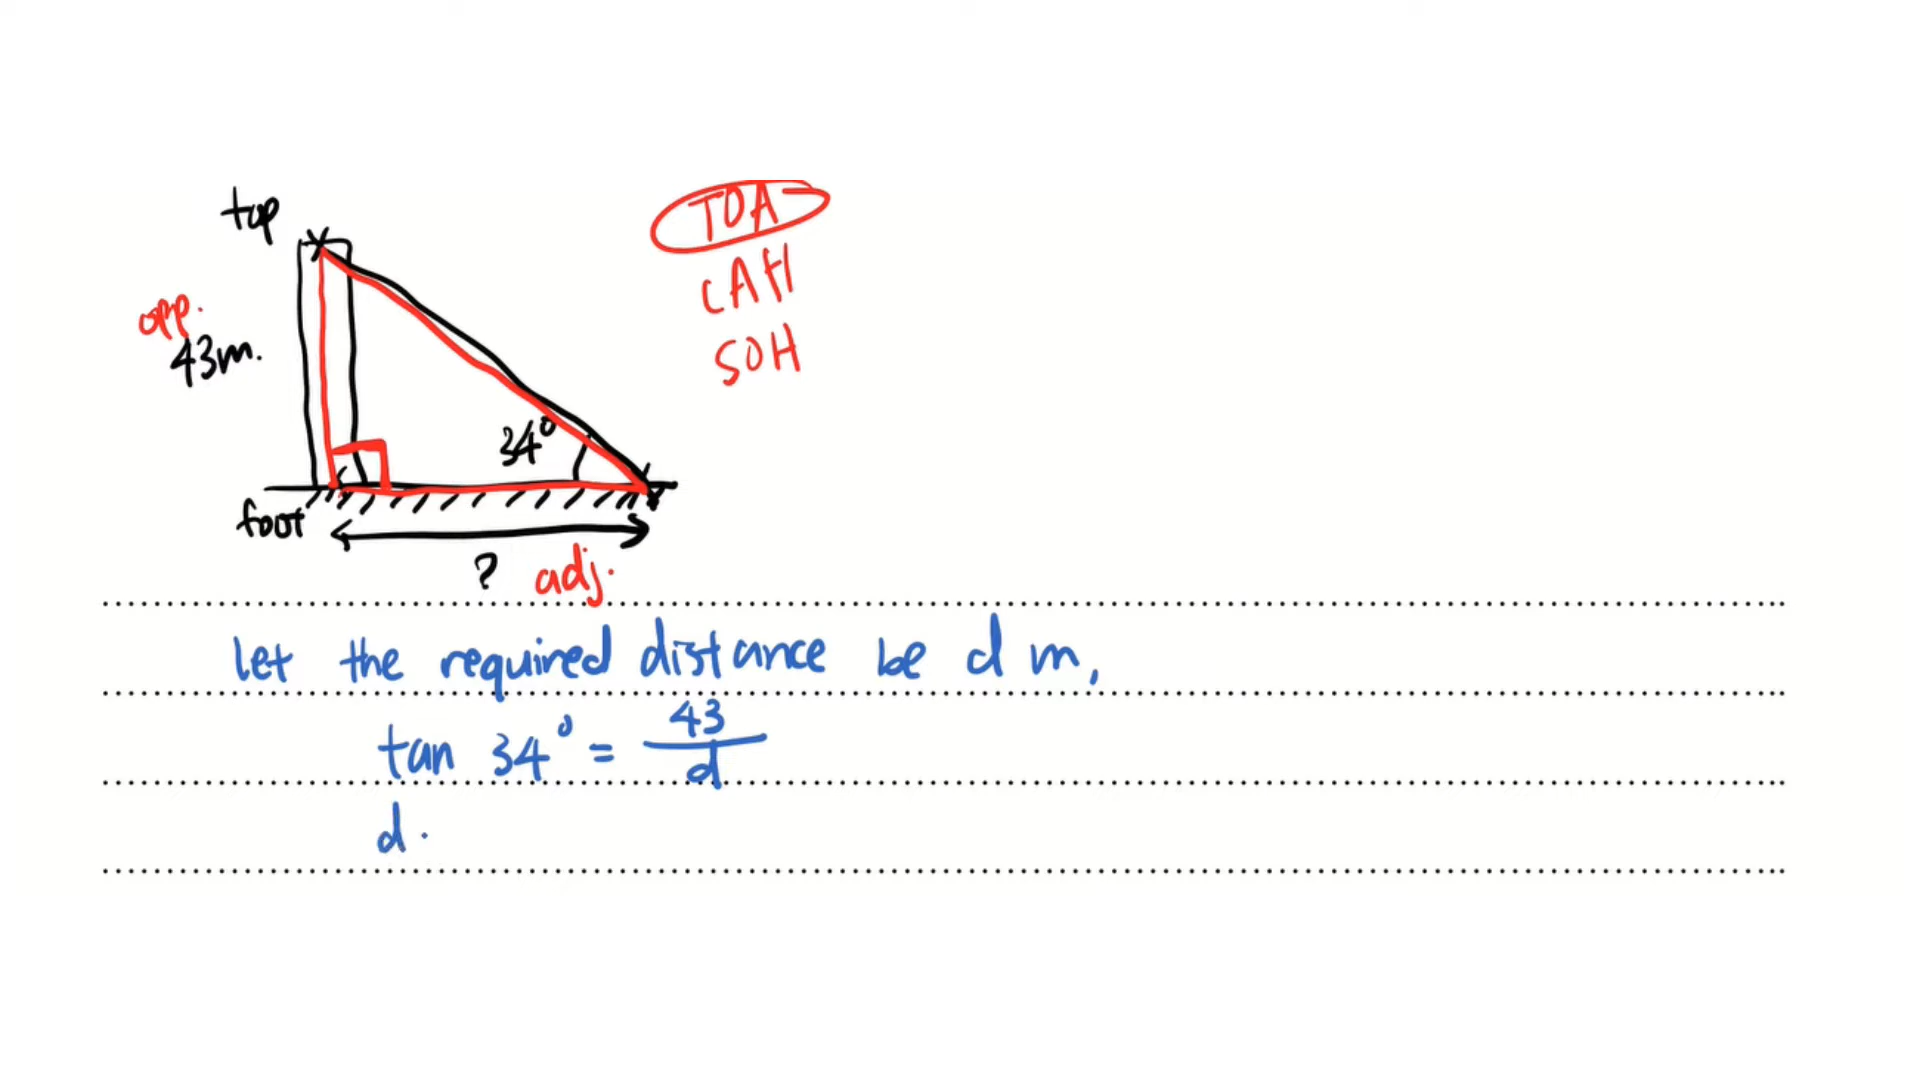 top
opp.
43m.
34°
foot
?
adj.
TOA
CAH
SOH
let the required distance be d m,
tan 34° = 43/d
d ·